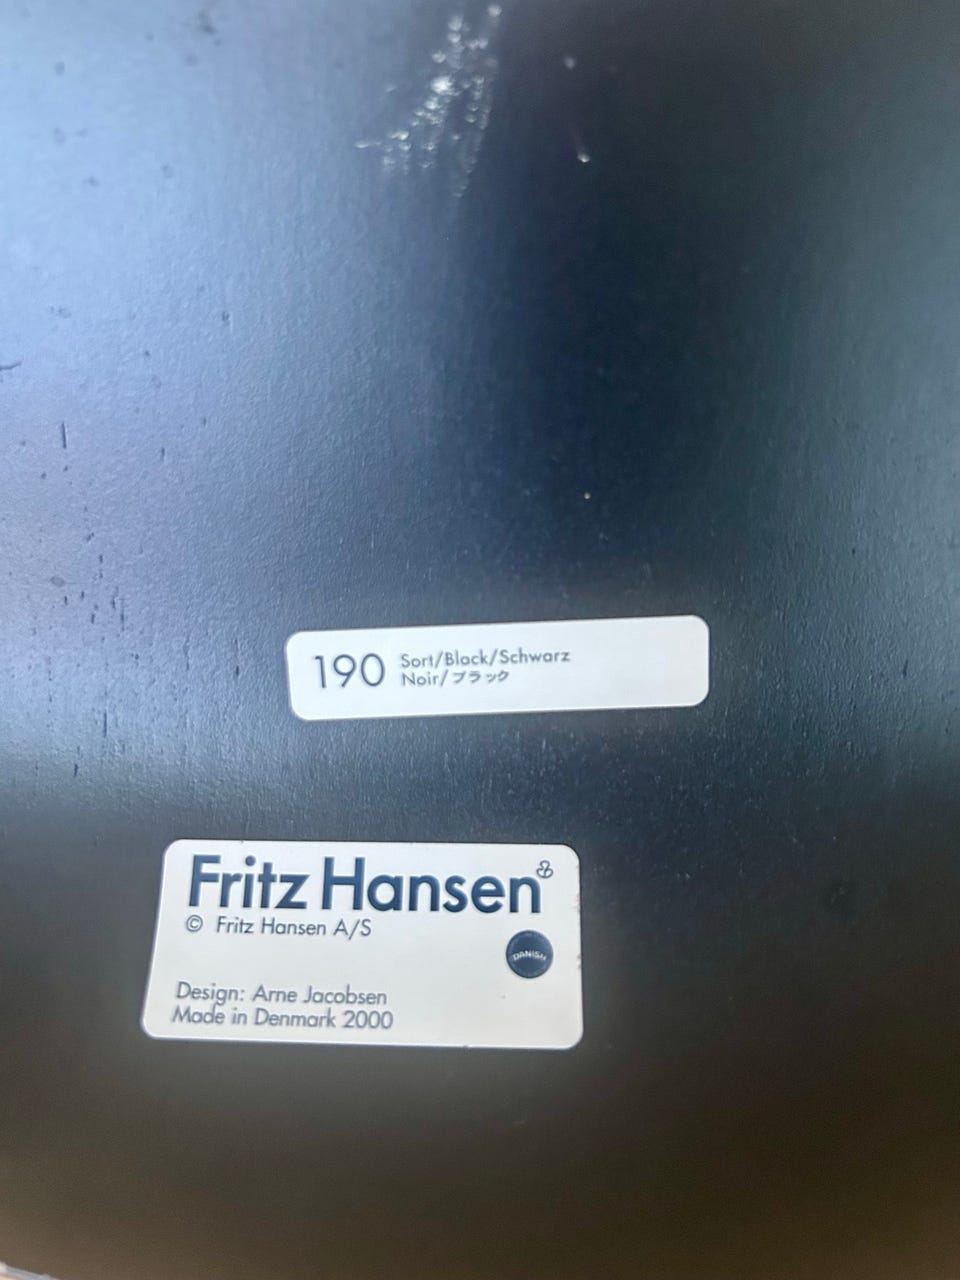 190 Sort/Black/Schwarz
Noir/ブラック
Fritz Hansen
© Fritz Hansen A/S
DANISH
Design: Arne Jacobsen
Made in Denmark 2000